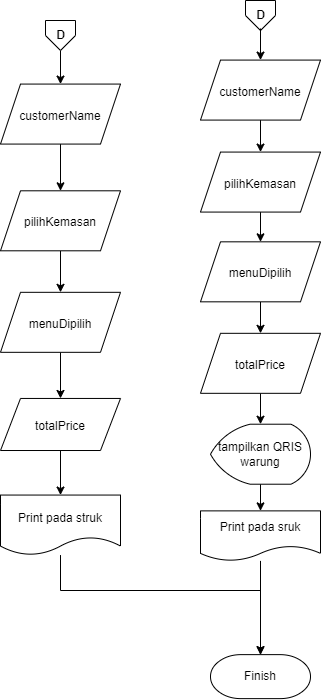 D
customerName
pilihKemasan
menuDipilih
totalPrice
Print pada struk
D
customerName
pilihKemasan
menuDipilih
totalPrice
tampilkan QRIS
warung
Print pada sruk
Finish